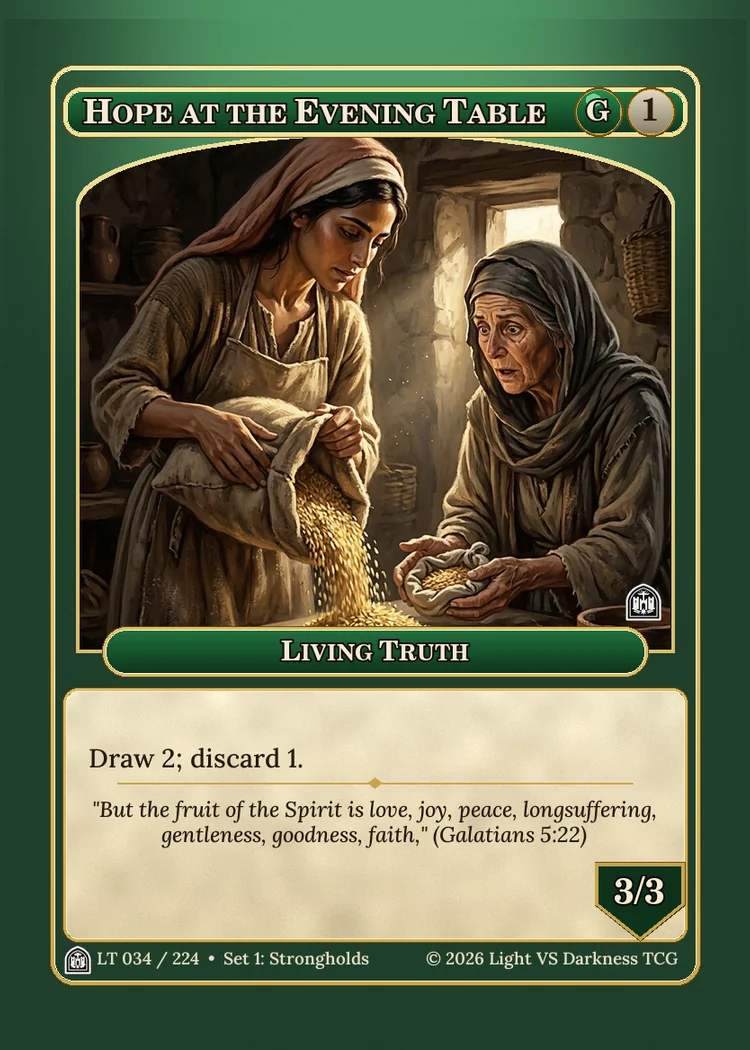 Hope at the Evening Table G 1
Living Truth
Draw 2; discard 1.
"But the fruit of the Spirit is love, joy, peace, longsuffering,
gentleness, goodness, faith," (Galatians 5:22)
3/3
LT 034 / 224 • Set 1: Strongholds © 2026 Light VS Darkness TCG